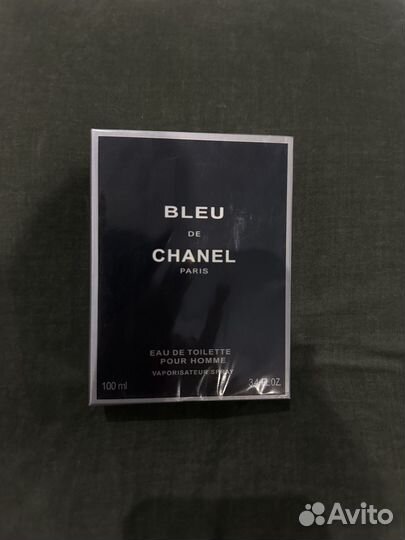 BLEU
DE
CHANEL
PARIS
EAU DE TOILETTE
POUR HOMME
VAPORISATEUR SPRAY
100 ml
3.4 FL.OZ.
Avito